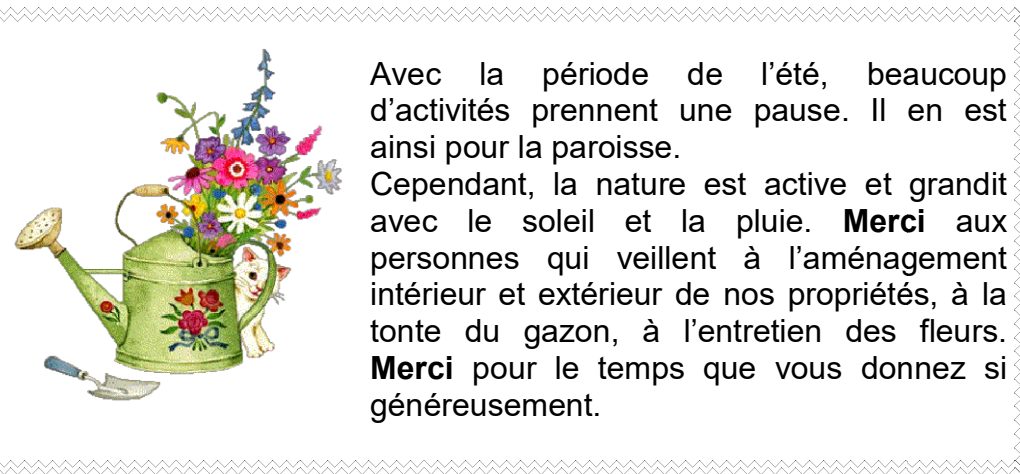 Avec la période de l’été, beaucoup
d’activités prennent une pause. Il en est
ainsi pour la paroisse.
Cependant, la nature est active et grandit
avec le soleil et la pluie. Merci aux
personnes qui veillent à l’aménagement
intérieur et extérieur de nos propriétés, à la
tonte du gazon, à l’entretien des fleurs.
Merci pour le temps que vous donnez si
généreusement.